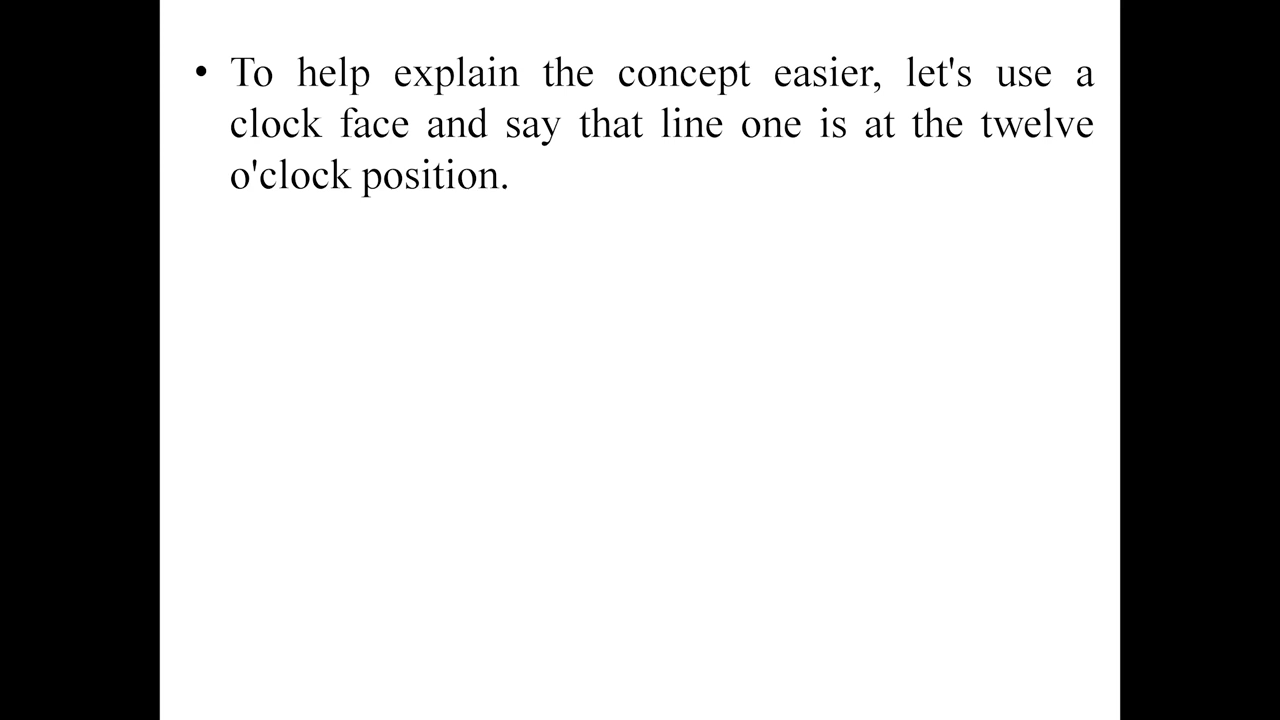 • To help explain the concept easier, let's use a
clock face and say that line one is at the twelve
o'clock position.